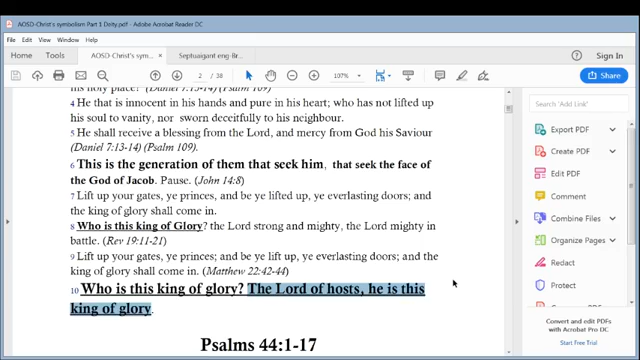 AOSD-Christ's symbolism Part 1 Deity.pdf - Adobe Acrobat Reader DC
File Edit View Window Help
Home Tools AOSD-Christ's sym... × Septuaigant eng-Br... Sign In
2 / 38 107% Share
his holy place? (Daniel 7:13-14) (Psalm 109)
4 He that is innocent in his hands and pure in his heart; who has not lifted up
his soul to vanity, nor sworn deceitfully to his neighbour.
5 He shall receive a blessing from the Lord, and mercy from God his Saviour
(Daniel 7:13-14) (Psalm 109).
6 This is the generation of them that seek him, that seek the face of
the God of Jacob. Pause. (John 14:8)
7 Lift up your gates, ye princes, and be ye lifted up, ye everlasting doors; and
the king of glory shall come in.
8 Who is this king of Glory? the Lord strong and mighty, the Lord mighty in
battle. (Rev 19:11-21)
9 Lift up your gates, ye princes; and be ye lift up, ye everlasting doors; and the
king of glory shall come in. (Matthew 22:42-44)
10 Who is this king of glory? The Lord of hosts, he is this
king of glory.
Psalms 44:1-17
Search 'Add Link'
Export PDF
Create PDF
Edit PDF
Comment
Combine Files
Organize Pages
Redact
Protect
Convert and edit PDFs
with Acrobat Pro DC
Start Free Trial